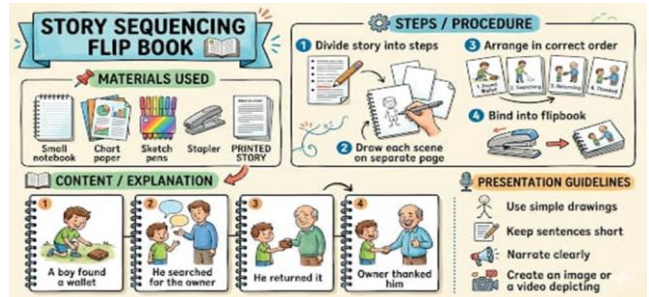 STORY SEQUENCING
FLIP BOOK
MATERIALS USED
Small
notebook
Chart
paper
Sketch
pens
Stapler
PRINTED
STORY
STEPS / PROCEDURE
1 Divide story into steps
2 Draw each scene
on separate page
3 Arrange in correct order
4 Bind into flipbook
CONTENT / EXPLANATION
1
A boy found
a wallet
2
He searched
for the owner
3
He returned it
4
Owner thanked
him
PRESENTATION GUIDELINES
Use simple drawings
Keep sentences short
Narrate clearly
Create an image or
a video depicting